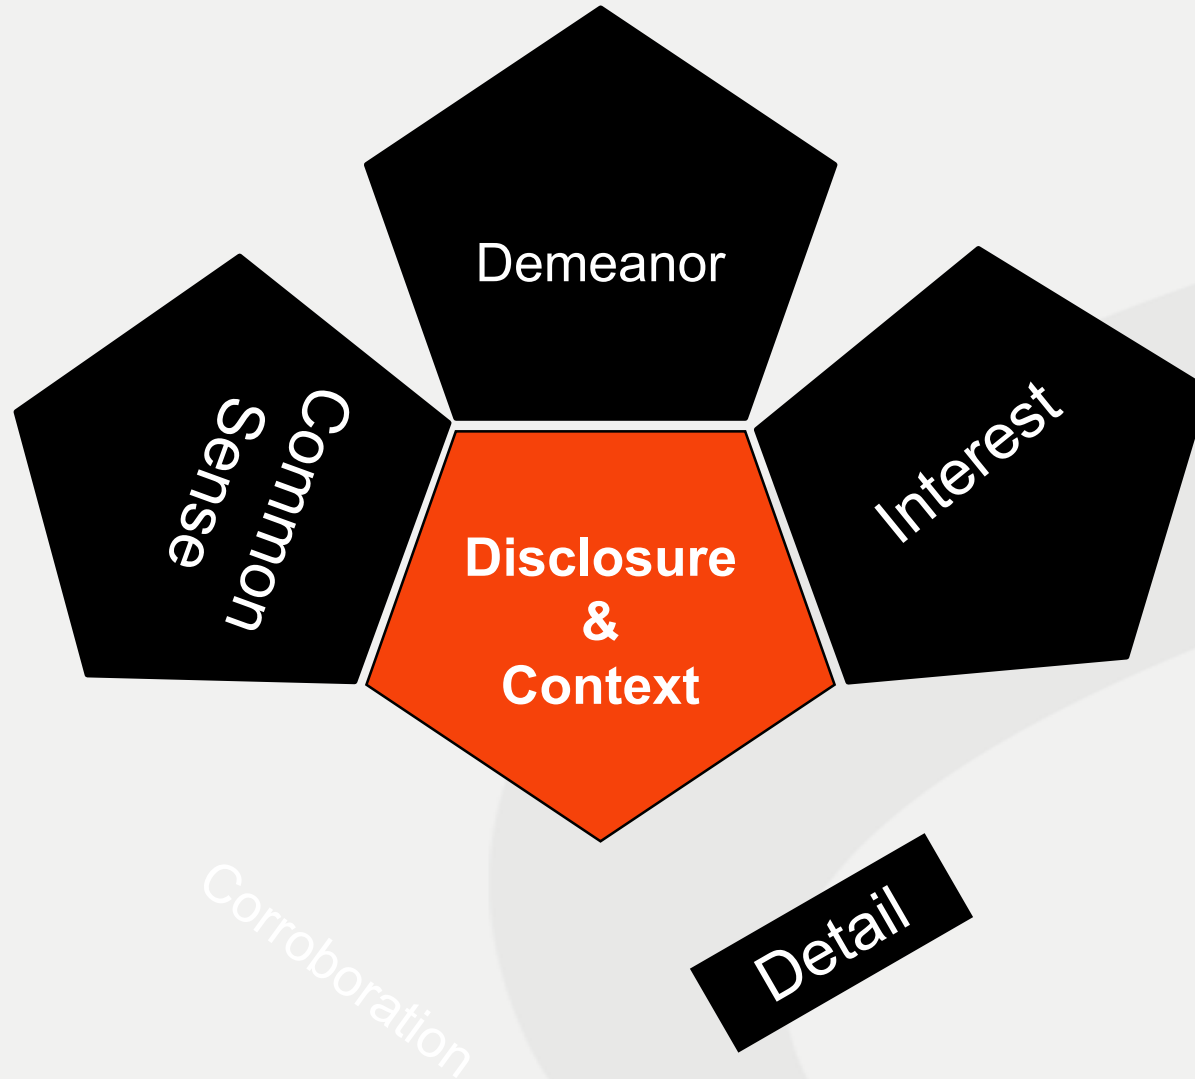 Demeanor
Common
Sense
Interest
Disclosure
&
Context
Corroboration
Detail